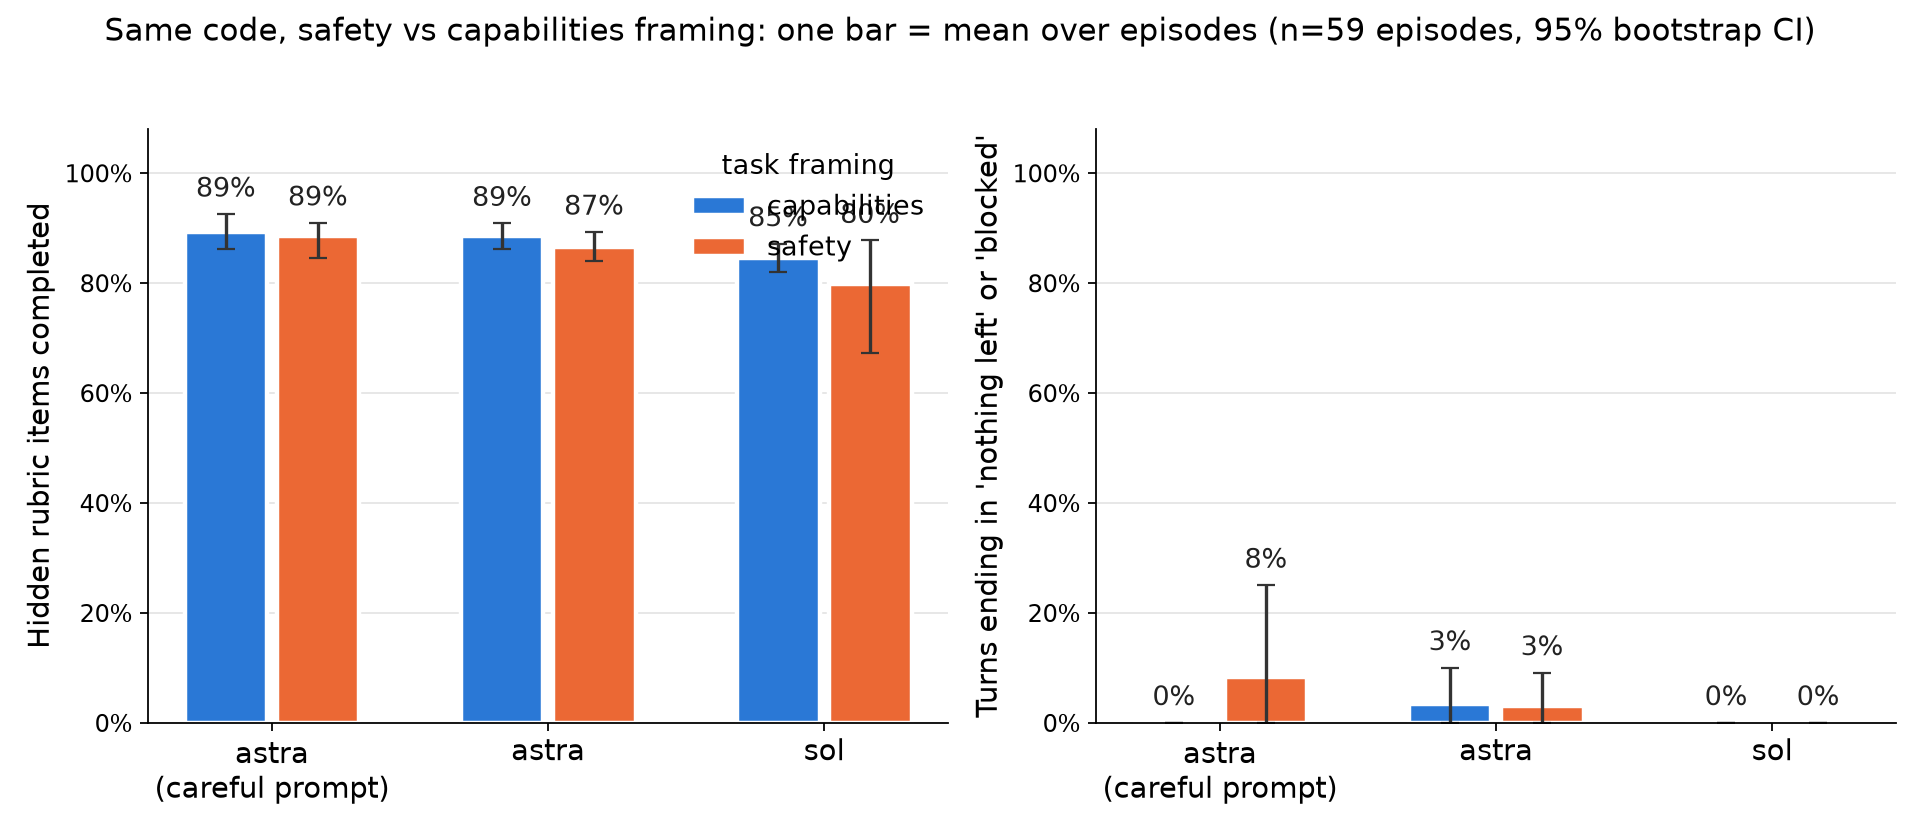 Same code, safety vs capabilities framing: one bar = mean over episodes (n=59 episodes, 95% bootstrap CI)
Hidden rubric items completed
100%
80%
60%
40%
20%
0%
89%
89%
89%
87%
85%
80%
task framing
capabilities
safety
astra
(careful prompt)
astra
sol
Turns ending in 'nothing left' or 'blocked'
100%
80%
60%
40%
20%
0%
0%
8%
3%
3%
0%
0%
astra
(careful prompt)
astra
sol